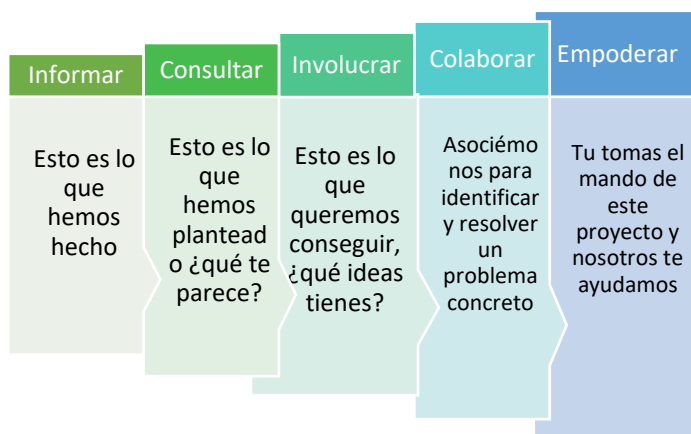 Informar
Esto es lo
que
hemos
hecho
Consultar
Esto es lo
que
hemos
plantead
o ¿qué te
parece?
Involucrar
Esto es lo
que
queremos
conseguir,
¿qué ideas
tienes?
Colaborar
Asociémo
nos para
identificar
y resolver
un
problema
concreto
Empoderar
Tu tomas el
mando de
este
proyecto y
nosotros te
ayudamos